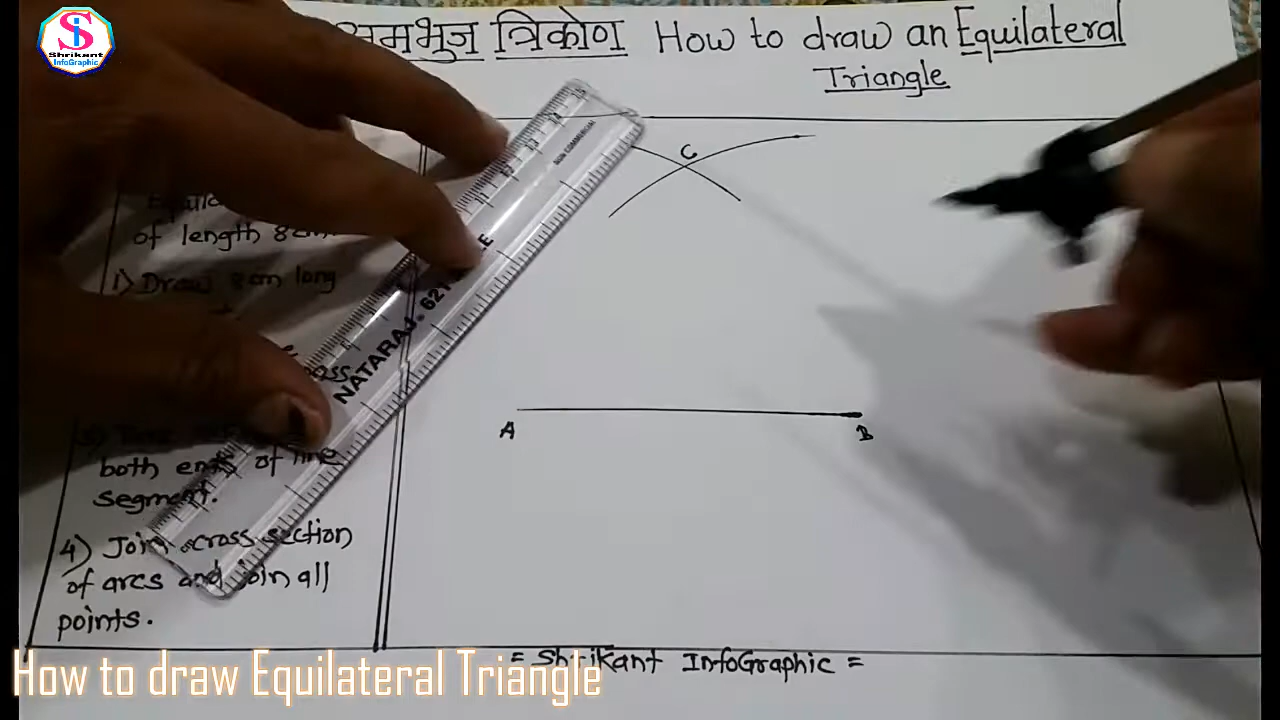 Shrikant
InfoGraphic
समभुज त्रिकोण How to draw an Equilateral
Triangle
of length 8cm
1) Draw 8cm long
both ends of line
segment.
4) Join cross section
of arcs and join all
points.
C
A
B
NATARAJ
= Shrikant InfoGraphic =
How to draw Equilateral Triangle